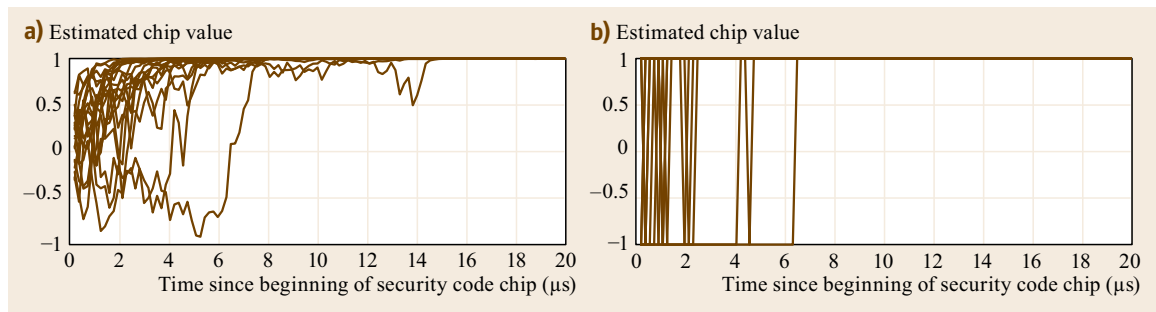 a) Estimated chip value
1
0.5
0
−0.5
−1
0 2 4 6 8 10 12 14 16 18 20
Time since beginning of security code chip (µs)
b) Estimated chip value
1
0.5
0
−0.5
−1
0 2 4 6 8 10 12 14 16 18 20
Time since beginning of security code chip (µs)